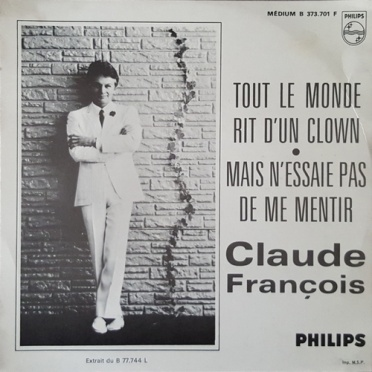 MÉDIUM B 373.701 F
PHILIPS
TOUT LE MONDE
RIT D'UN CLOWN
•
MAIS N'ESSAIE PAS
DE ME MENTIR
Claude
François
PHILIPS
Extrait du B 77.744 L
Imp. B.I.P.